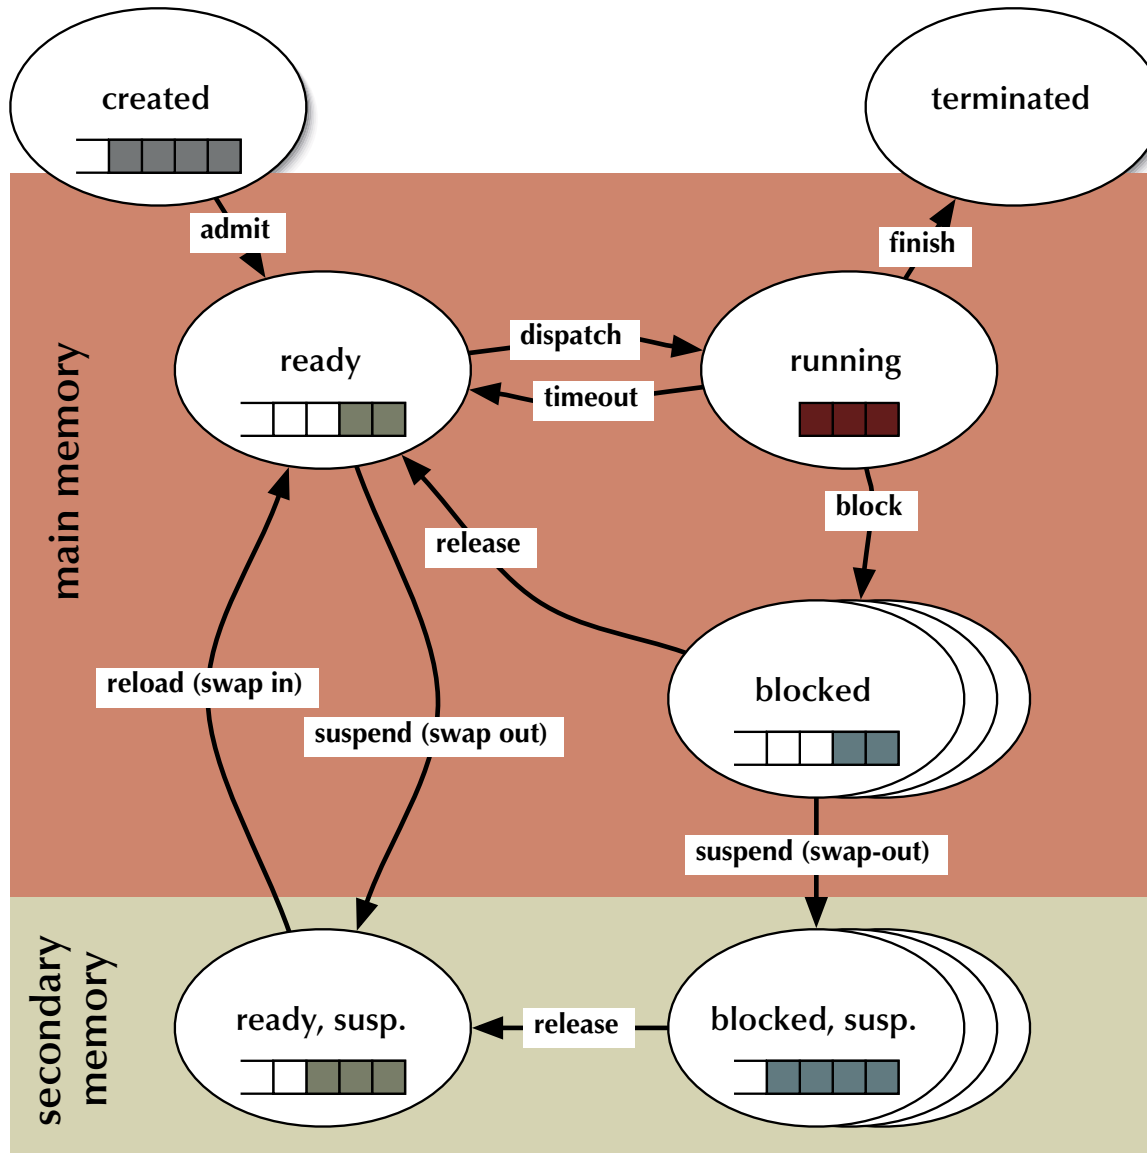 created
terminated
admit
finish
ready
dispatch
running
timeout
main memory
block
release
reload (swap in)
blocked
suspend (swap out)
suspend (swap-out)
secondary
memory
ready, susp.
release
blocked, susp.